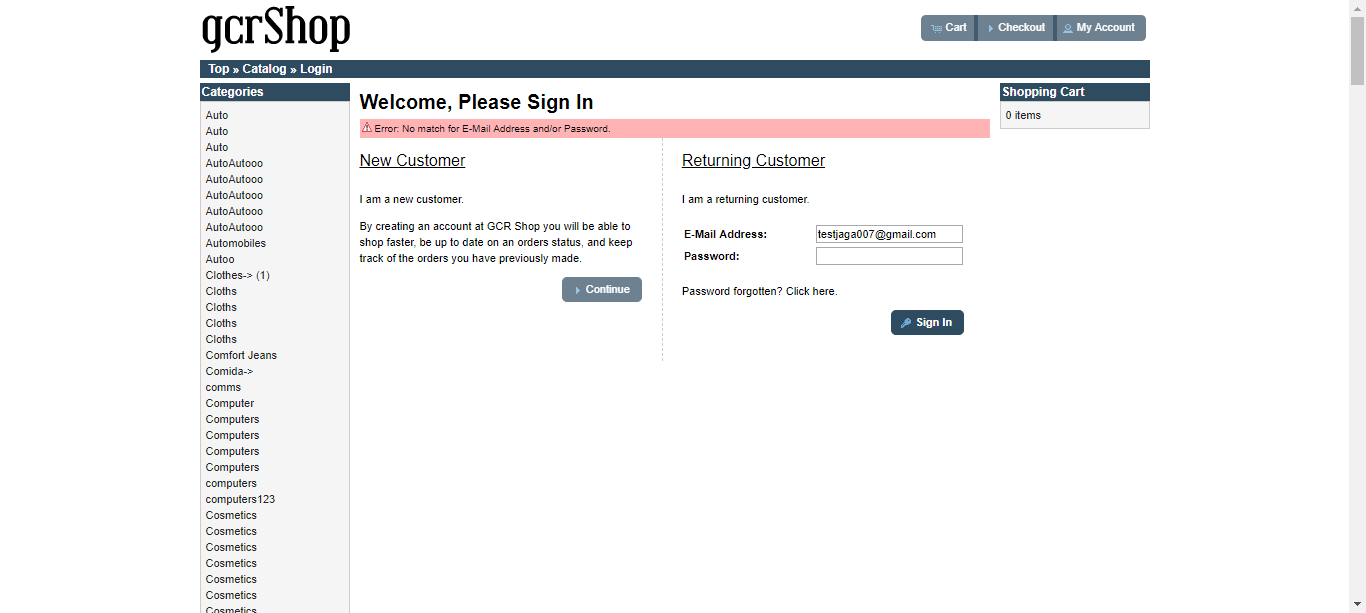 gcrShop
Cart
Checkout
My Account
Top » Catalog » Login
Categories
Auto
Auto
Auto
AutoAutooo
AutoAutooo
AutoAutooo
AutoAutooo
AutoAutooo
Automobiles
Autoo
Clothes-> (1)
Cloths
Cloths
Cloths
Cloths
Comfort Jeans
Comida->
comms
Computer
Computers
Computers
Computers
Computers
computers
computers123
Cosmetics
Cosmetics
Cosmetics
Cosmetics
Cosmetics
Cosmetics
Cosmetics
Welcome, Please Sign In
Error: No match for E-Mail Address and/or Password.
New Customer
I am a new customer.
By creating an account at GCR Shop you will be able to
shop faster, be up to date on an orders status, and keep
track of the orders you have previously made.
Continue
Returning Customer
I am a returning customer.
E-Mail Address: testjaga007@gmail.com
Password:
Password forgotten? Click here.
Sign In
Shopping Cart
0 items